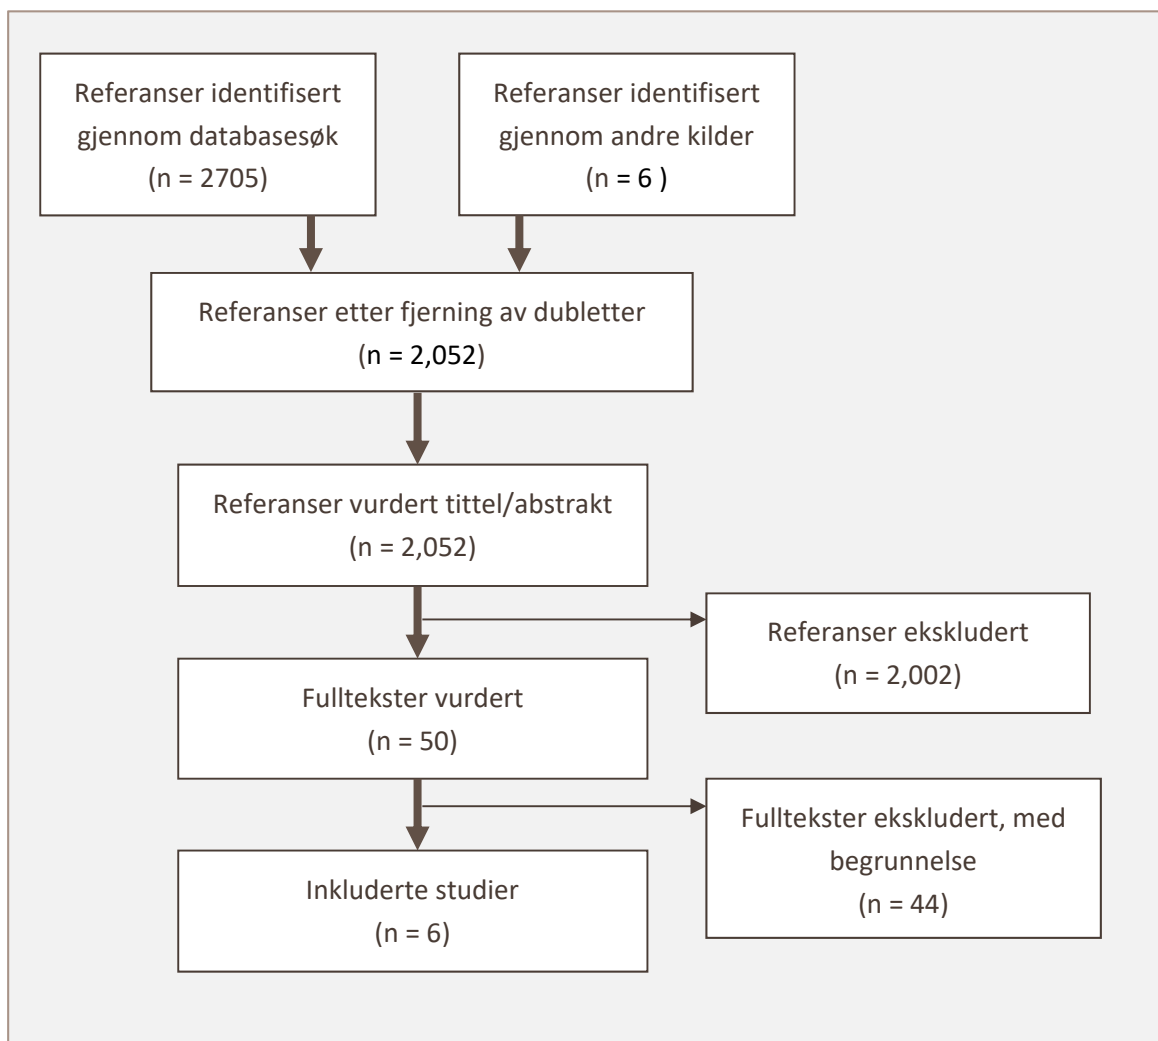 Referanser identifisert
gjennom databasesøk
(n = 2705)
Referanser identifisert
gjennom andre kilder
(n = 6 )
Referanser etter fjerning av dubletter
(n = 2,052)
Referanser vurdert tittel/abstrakt
(n = 2,052)
Referanser ekskludert
(n = 2,002)
Fulltekster vurdert
(n = 50)
Fulltekster ekskludert, med
begrunnelse
(n = 44)
Inkluderte studier
(n = 6)